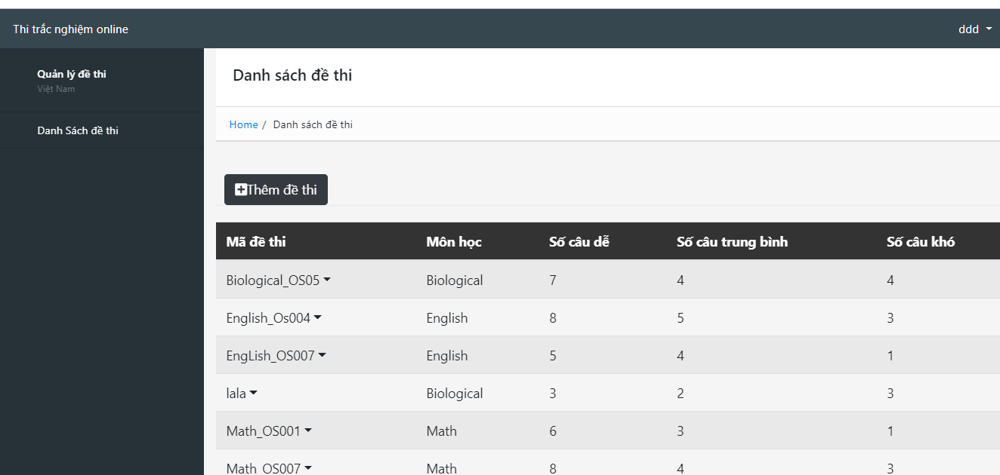 Thi trắc nghiệm online
ddd
Quản lý đề thi
Việt Nam
Danh Sách đề thi
Danh sách đề thi
Home / Danh sách đề thi
Thêm đề thi
Mã đề thi Môn học Số câu dễ Số câu trung bình Số câu khó
Biological_OS05 Biological 7 4 4
English_Os004 English 8 5 3
EngLish_OS007 English 5 4 1
lala Biological 3 2 3
Math_OS001 Math 6 3 1
Math_OS007 Math 8 4 3